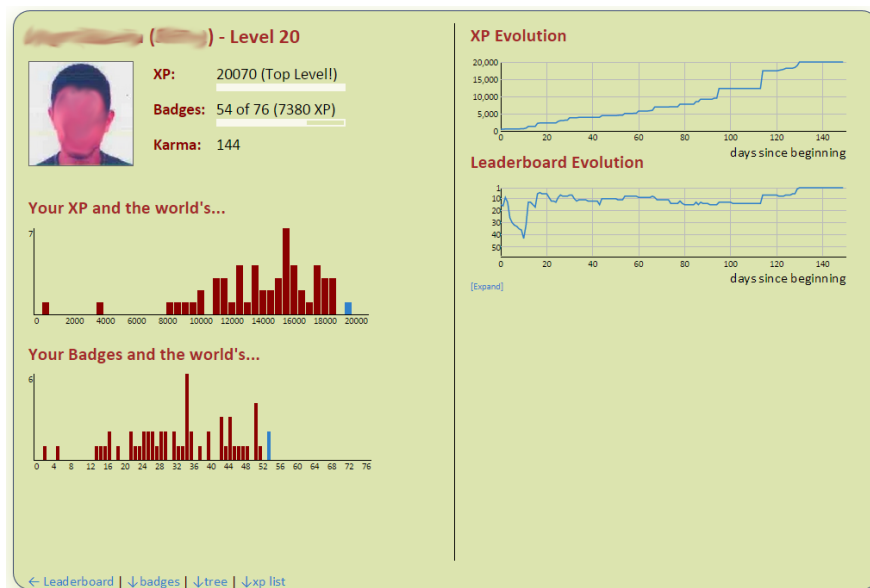 ( ) - Level 20
XP: 20070 (Top Level!)
Badges: 54 of 76 (7380 XP)
Karma: 144
Your XP and the world's...
7
0 2000 4000 6000 8000 10000 12000 14000 16000 18000 20000
Your Badges and the world's...
6
0 4 8 12 16 20 24 28 32 36 40 44 48 52 56 60 64 68 72 76
← Leaderboard | ↓badges | ↓tree | ↓xp list
XP Evolution
20,000
15,000
10,000
5,000
0
0 20 40 60 80 100 120 140
days since beginning
Leaderboard Evolution
1
10
20
30
40
50
0 20 40 60 80 100 120 140
days since beginning
[Expand]